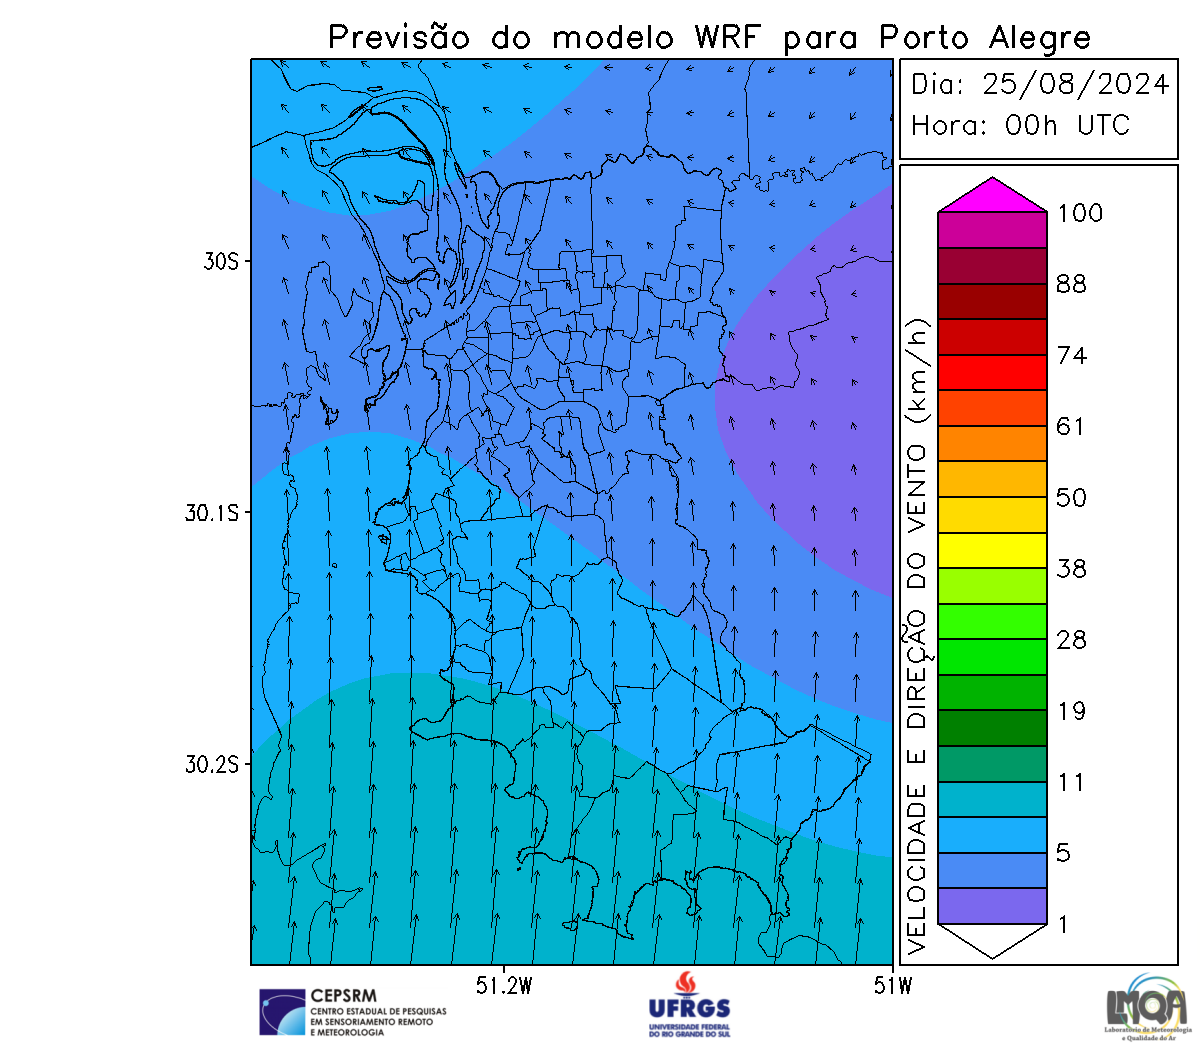 Previsão do modelo WRF para Porto Alegre
Dia: 25/08/2024
Hora: 00h UTC
VELOCIDADE E DIREÇÃO DO VENTO (km/h)
100
88
74
61
50
38
28
19
11
5
1
30S
30.1S
30.2S
51.2W
51W
CEPSRM
CENTRO ESTADUAL DE PESQUISAS
EM SENSORIAMENTO REMOTO
E METEOROLOGIA
UFRGS
UNIVERSIDADE FEDERAL
DO RIO GRANDE DO SUL
LMQA
Laboratório de Meteorologia
e Qualidade do Ar